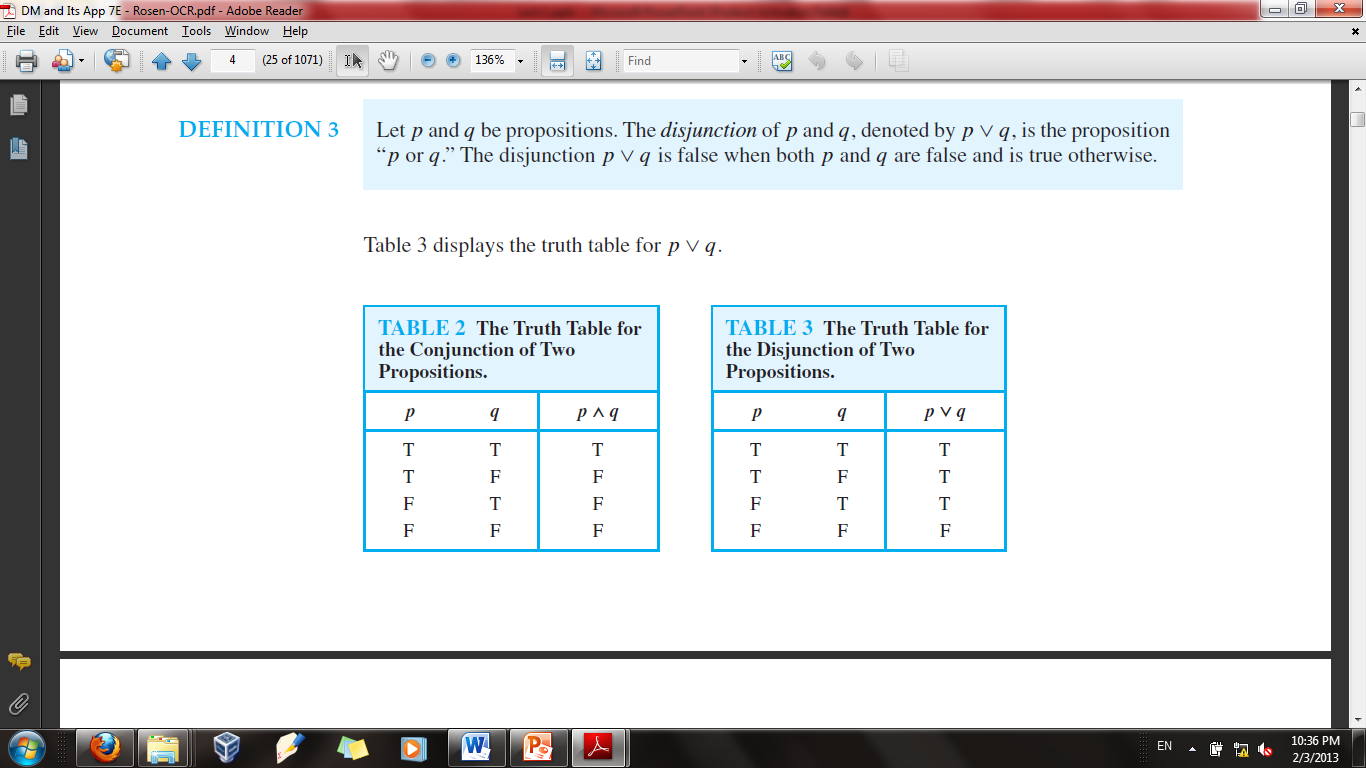 DM and Its App 7E - Rosen-OCR.pdf - Adobe Reader
File Edit View Document Tools Window Help
4 (25 of 1071) 136% Find
DEFINITION 3
Let p and q be propositions. The disjunction of p and q, denoted by p ∨ q, is the proposition
“p or q.” The disjunction p ∨ q is false when both p and q are false and is true otherwise.
Table 3 displays the truth table for p ∨ q.
TABLE 2 The Truth Table for
the Conjunction of Two
Propositions.
p q p ∧ q
T T T
T F F
F T F
F F F
TABLE 3 The Truth Table for
the Disjunction of Two
Propositions.
p q p ∨ q
T T T
T F T
F T T
F F F
EN
10:36 PM
2/3/2013